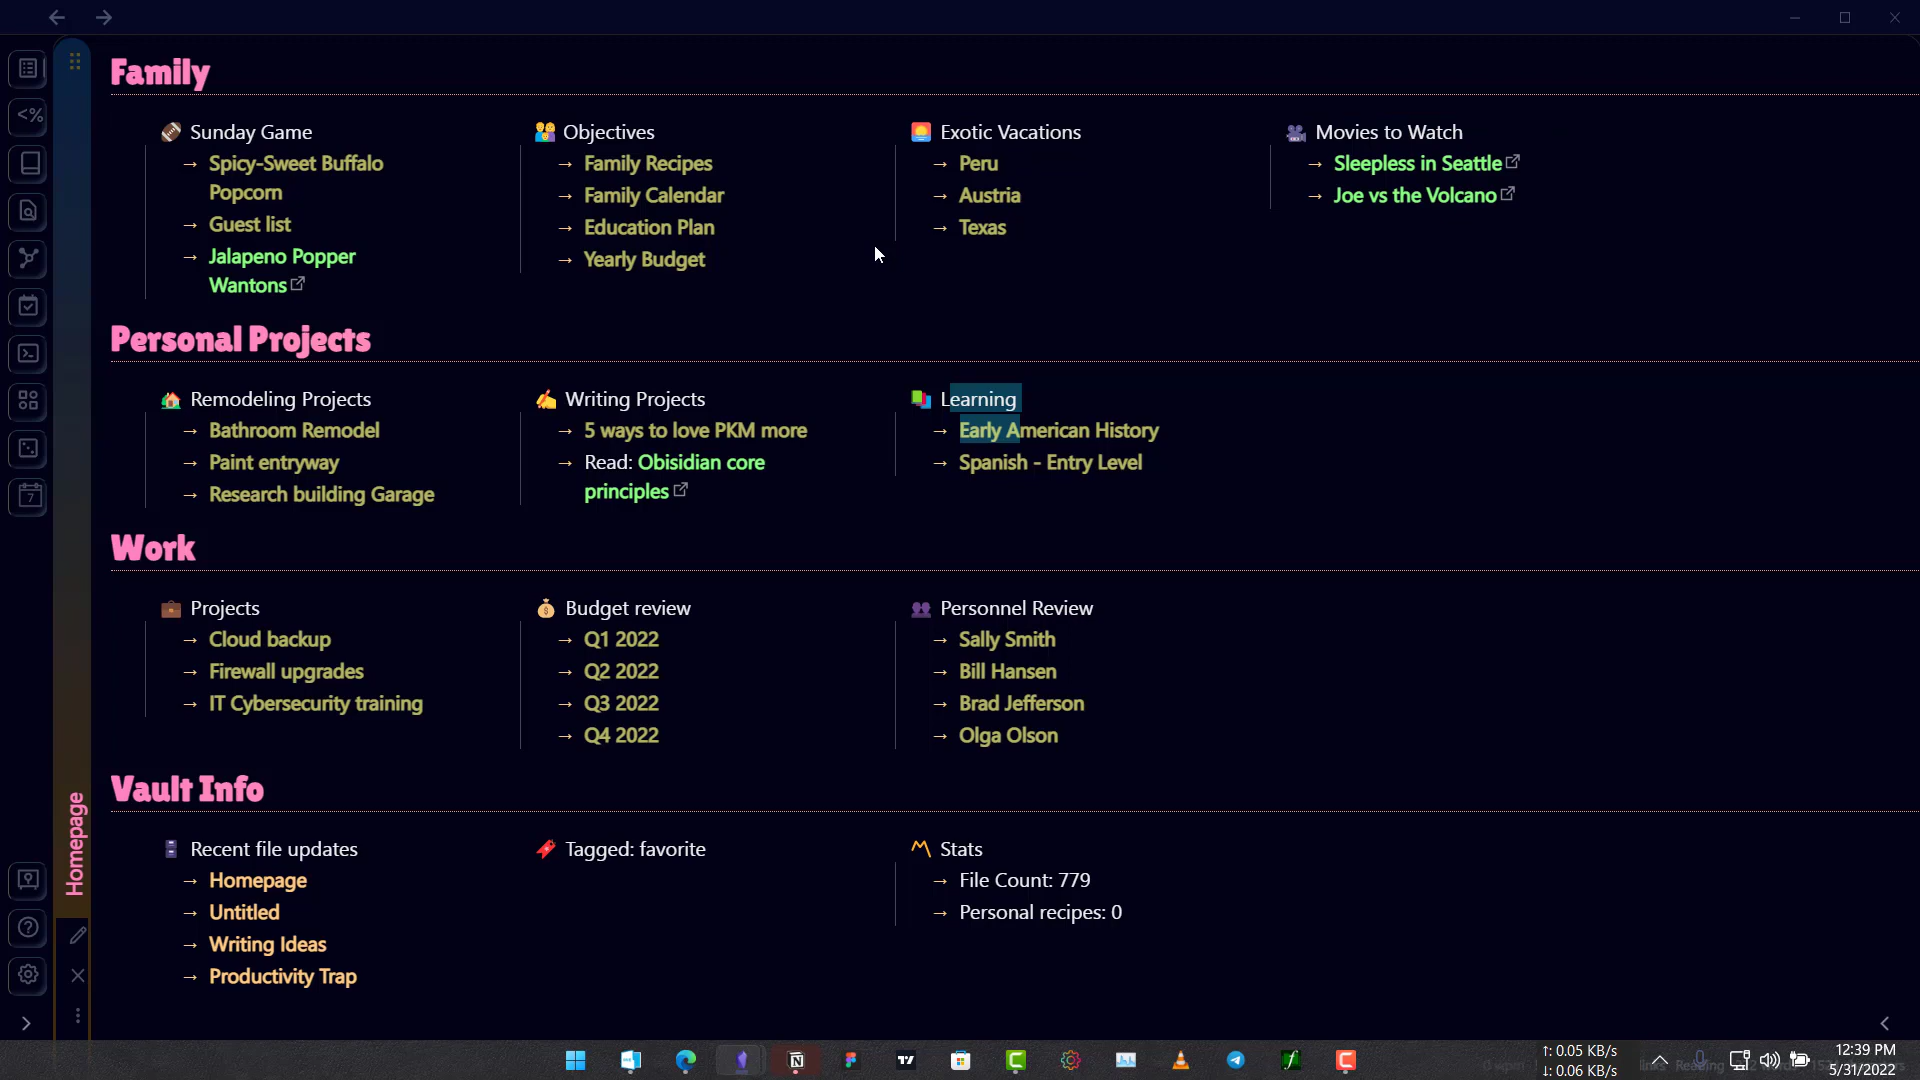 Family
Sunday Game
→ Spicy-Sweet Buffalo
Popcorn
→ Guest list
→ Jalapeno Popper
Wantons
Objectives
→ Family Recipes
→ Family Calendar
→ Education Plan
→ Yearly Budget
Exotic Vacations
→ Peru
→ Austria
→ Texas
Movies to Watch
→ Sleepless in Seattle
→ Joe vs the Volcano
Personal Projects
Remodeling Projects
→ Bathroom Remodel
→ Paint entryway
→ Research building Garage
Writing Projects
→ 5 ways to love PKM more
→ Read: Obisidian core
principles
Learning
→ Early American History
→ Spanish - Entry Level
Work
Projects
→ Cloud backup
→ Firewall upgrades
→ IT Cybersecurity training
Budget review
→ Q1 2022
→ Q2 2022
→ Q3 2022
→ Q4 2022
Personnel Review
→ Sally Smith
→ Bill Hansen
→ Brad Jefferson
→ Olga Olson
Vault Info
Recent file updates
→ Homepage
→ Untitled
→ Writing Ideas
→ Productivity Trap
Tagged: favorite
Stats
→ File Count: 779
→ Personal recipes: 0
Homepage
<%
7
↑: 0.05 KB/s
↓: 0.06 KB/s
12:39 PM
5/31/2022